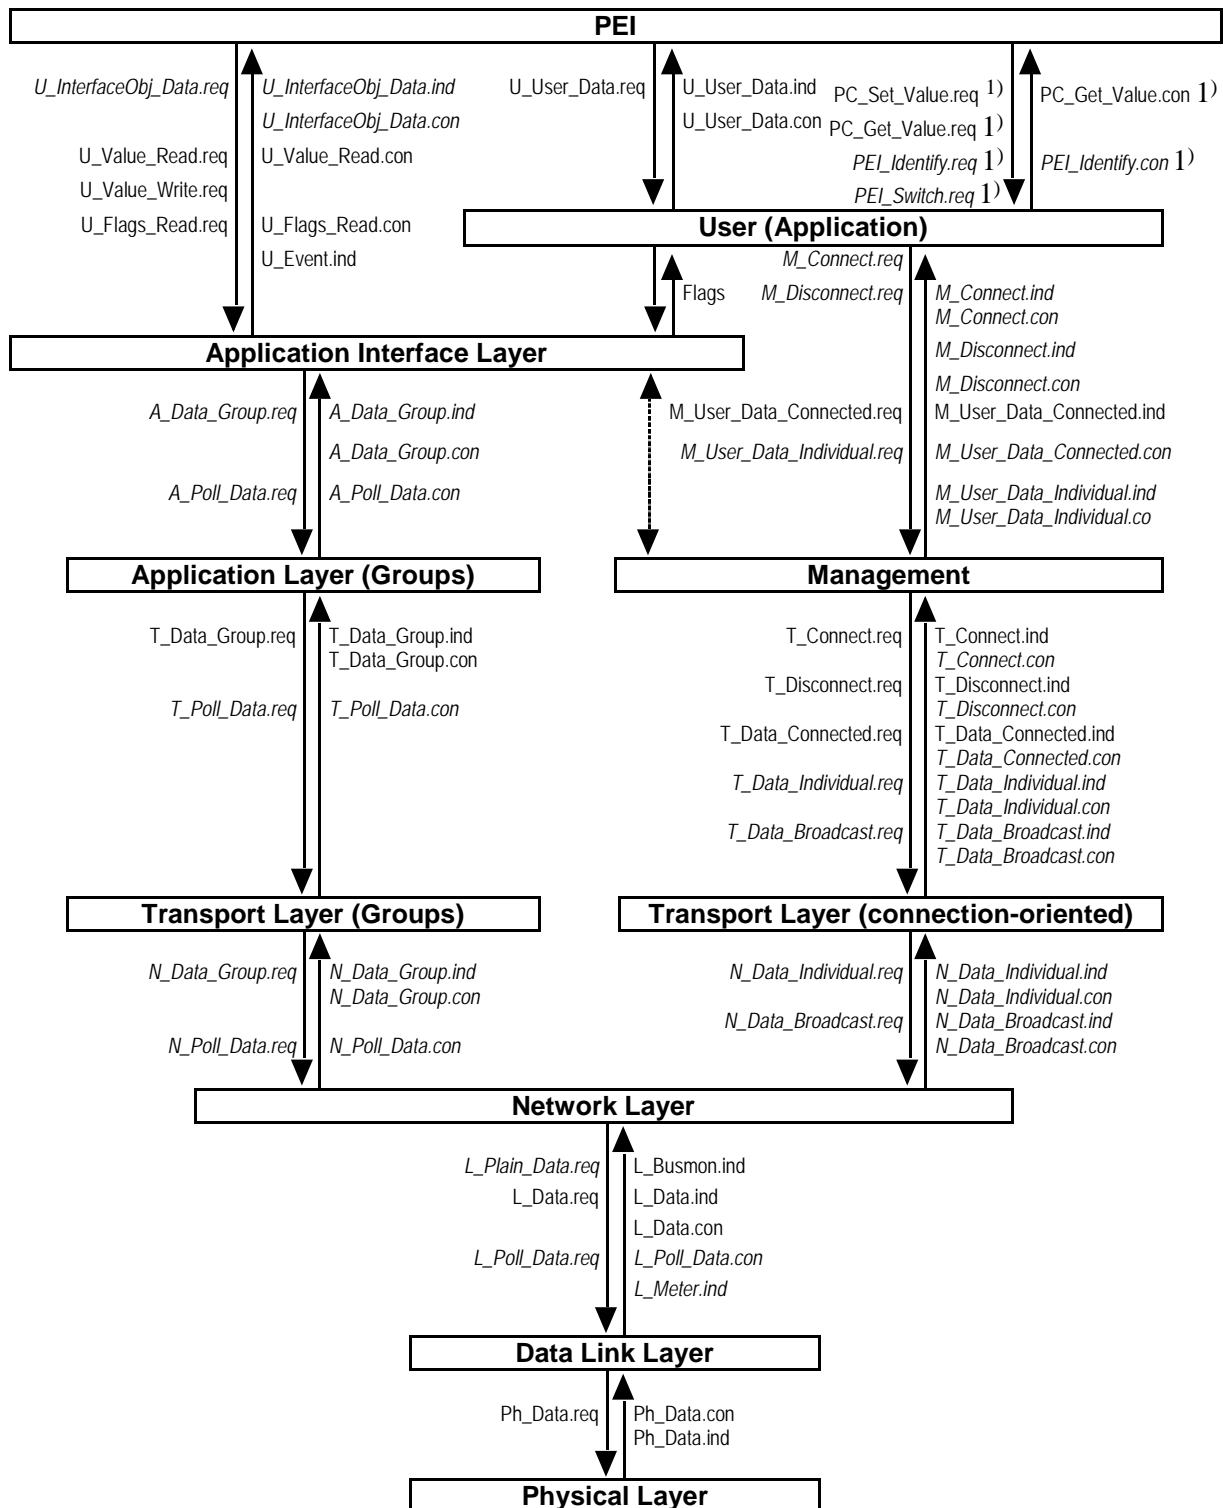 PEI
U_InterfaceObj_Data.req U_InterfaceObj_Data.ind U_User_Data.req U_User_Data.ind PC_Set_Value.req 1) PC_Get_Value.con 1)
U_InterfaceObj_Data.con U_User_Data.con PC_Get_Value.req 1)
U_Value_Read.req U_Value_Read.con PEI_Identify.req 1) PEI_Identify.con 1)
U_Value_Write.req PEI_Switch.req 1)
U_Flags_Read.req U_Flags_Read.con User (Application)
U_Event.ind M_Connect.req
Flags M_Disconnect.req M_Connect.ind
M_Connect.con
Application Interface Layer M_Disconnect.ind
M_Disconnect.con
A_Data_Group.req A_Data_Group.ind M_User_Data_Connected.req M_User_Data_Connected.ind
A_Data_Group.con M_User_Data_Individual.req M_User_Data_Connected.con
A_Poll_Data.req A_Poll_Data.con M_User_Data_Individual.ind
M_User_Data_Individual.co
Application Layer (Groups) Management
T_Data_Group.req T_Data_Group.ind T_Connect.req T_Connect.ind
T_Data_Group.con T_Connect.con
T_Disconnect.req T_Disconnect.ind
T_Poll_Data.req T_Poll_Data.con T_Disconnect.con
T_Data_Connected.req T_Data_Connected.ind
T_Data_Connected.con
T_Data_Individual.req T_Data_Individual.ind
T_Data_Individual.con
T_Data_Broadcast.req T_Data_Broadcast.ind
T_Data_Broadcast.con
Transport Layer (Groups) Transport Layer (connection-oriented)
N_Data_Group.req N_Data_Group.ind N_Data_Individual.req N_Data_Individual.ind
N_Data_Group.con N_Data_Individual.con
N_Data_Broadcast.req N_Data_Broadcast.ind
N_Poll_Data.req N_Poll_Data.con N_Data_Broadcast.con
Network Layer
L_Plain_Data.req L_Busmon.ind
L_Data.req L_Data.ind
L_Data.con
L_Poll_Data.req L_Poll_Data.con
L_Meter.ind
Data Link Layer
Ph_Data.req Ph_Data.con
Ph_Data.ind
Physical Layer